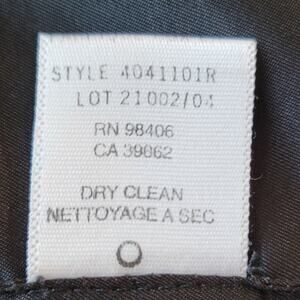 STYLE 4041101R
LOT 21002/04
RN 98406
CA 39862
DRY CLEAN
NETTOYAGE A SEC